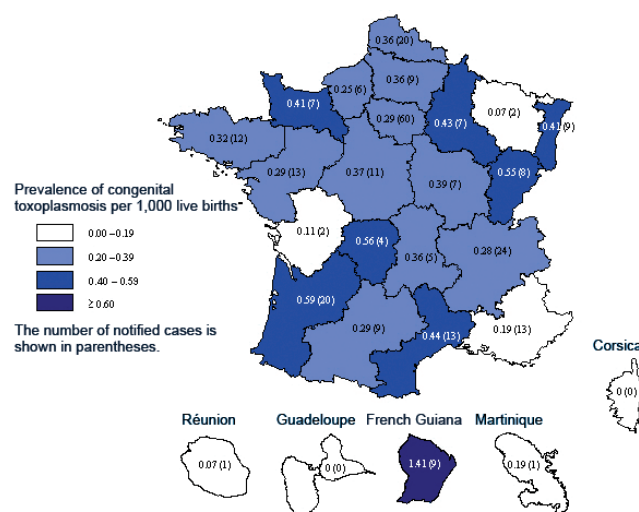 0.36 (20)
0.25 (6)
0.36 (9)
0.41 (7)
0.07 (2)
0.41 (9)
0.43 (7)
0.29 (60)
0.32 (12)
0.29 (13)
0.37 (11)
0.39 (7)
0.55 (8)
Prevalence of congenital
toxoplasmosis per 1,000 live births
0.00 – 0.19
0.20 – 0.39
0.40 – 0.59
≥ 0.60
The number of notified cases is
shown in parentheses.
0.11 (2)
0.56 (4)
0.36 (5)
0.28 (24)
0.59 (20)
0.29 (9)
0.44 (13)
0.19 (13)
Corsica
0 (0)
Réunion
Guadeloupe
French Guiana
Martinique
0.07 (1)
0 (0)
1.41 (9)
0.19 (1)